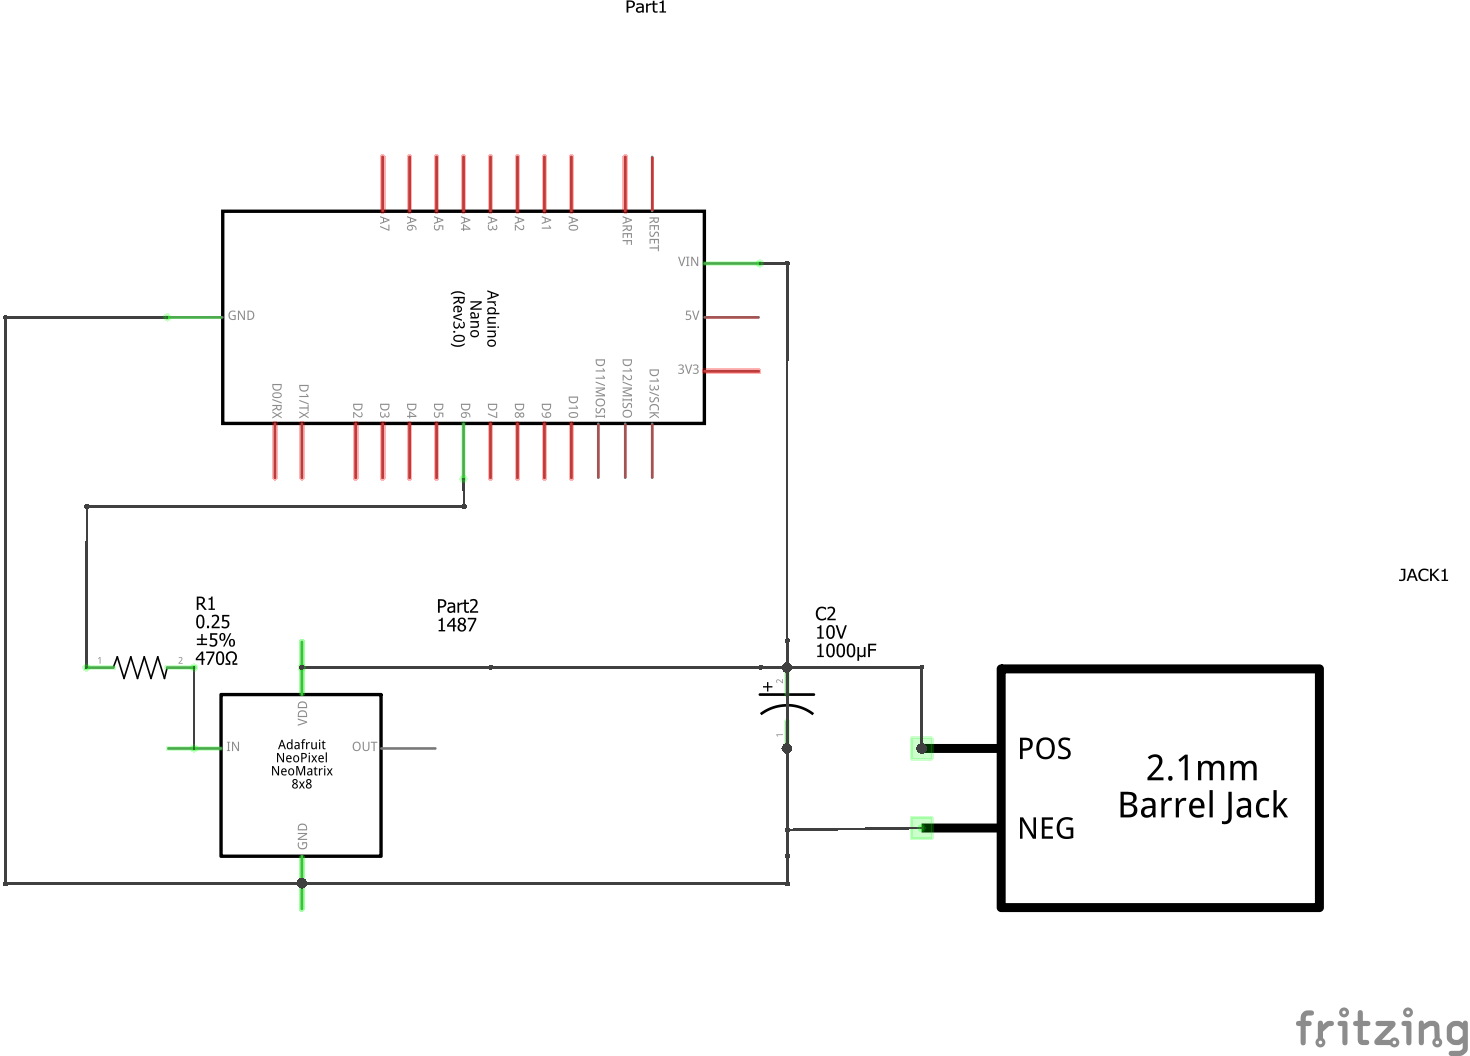 Part1
A7
A6
A5
A4
A3
A2
A1
A0
AREF
RESET
VIN
GND
5V
Arduino
Nano
(Rev3.0)
3V3
D0/RX
D1/TX
D2
D3
D4
D5
D6
D7
D8
D9
D10
D11/MOSI
D12/MISO
D13/SCK
JACK1
R1
0.25
±5%
470Ω
1
2
Part2
1487
C2
10V
1000µF
+
2
1
VDD
IN
OUT
Adafruit
NeoPixel
NeoMatrix
8x8
GND
POS
NEG
2.1mm
Barrel Jack
fritzing